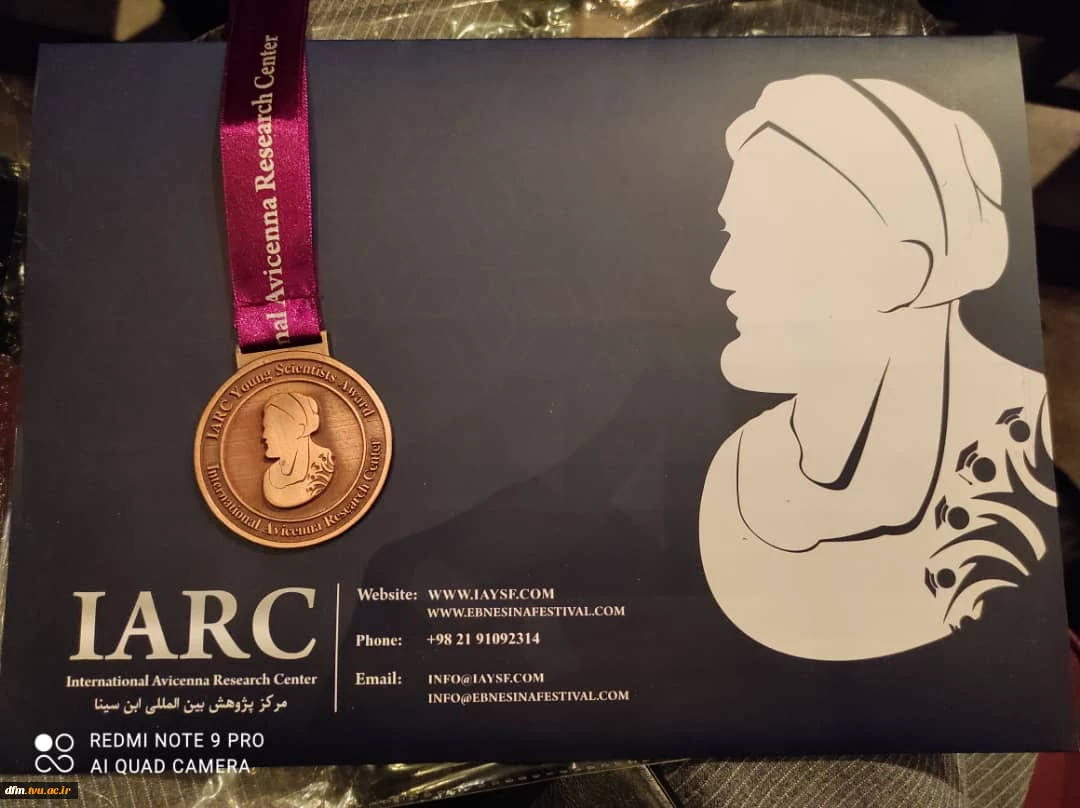 nal Avicenna Research Center
IARC Young Scientists Award
International Avicenna Research Center
IARC
International Avicenna Research Center
مرکز پژوهش بین المللی ابن سینا
Website: WWW.IAYSF.COM
WWW.EBNESINAFESTIVAL.COM
Phone: +98 21 91092314
Email: INFO@IAYSF.COM
INFO@EBNESINAFESTIVAL.COM
REDMI NOTE 9 PRO
AI QUAD CAMERA
dfm.tvu.ac.ir